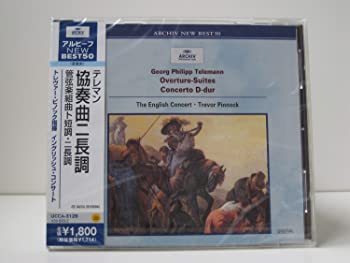 アルヒーフ
NEW
BEST50
テレマン
協奏曲ニ長調
管弦楽組曲ト短調・ニ長調
トレヴァー・ピノック指揮 イングリッシュ・コンサート
UCCA-3129
¥1,800
ARCHIV NEW BEST 50
ARCHIV
Georg Philipp Telemann
Overture-Suites
Concerto D-dur
The English Concert · Trevor Pinnock